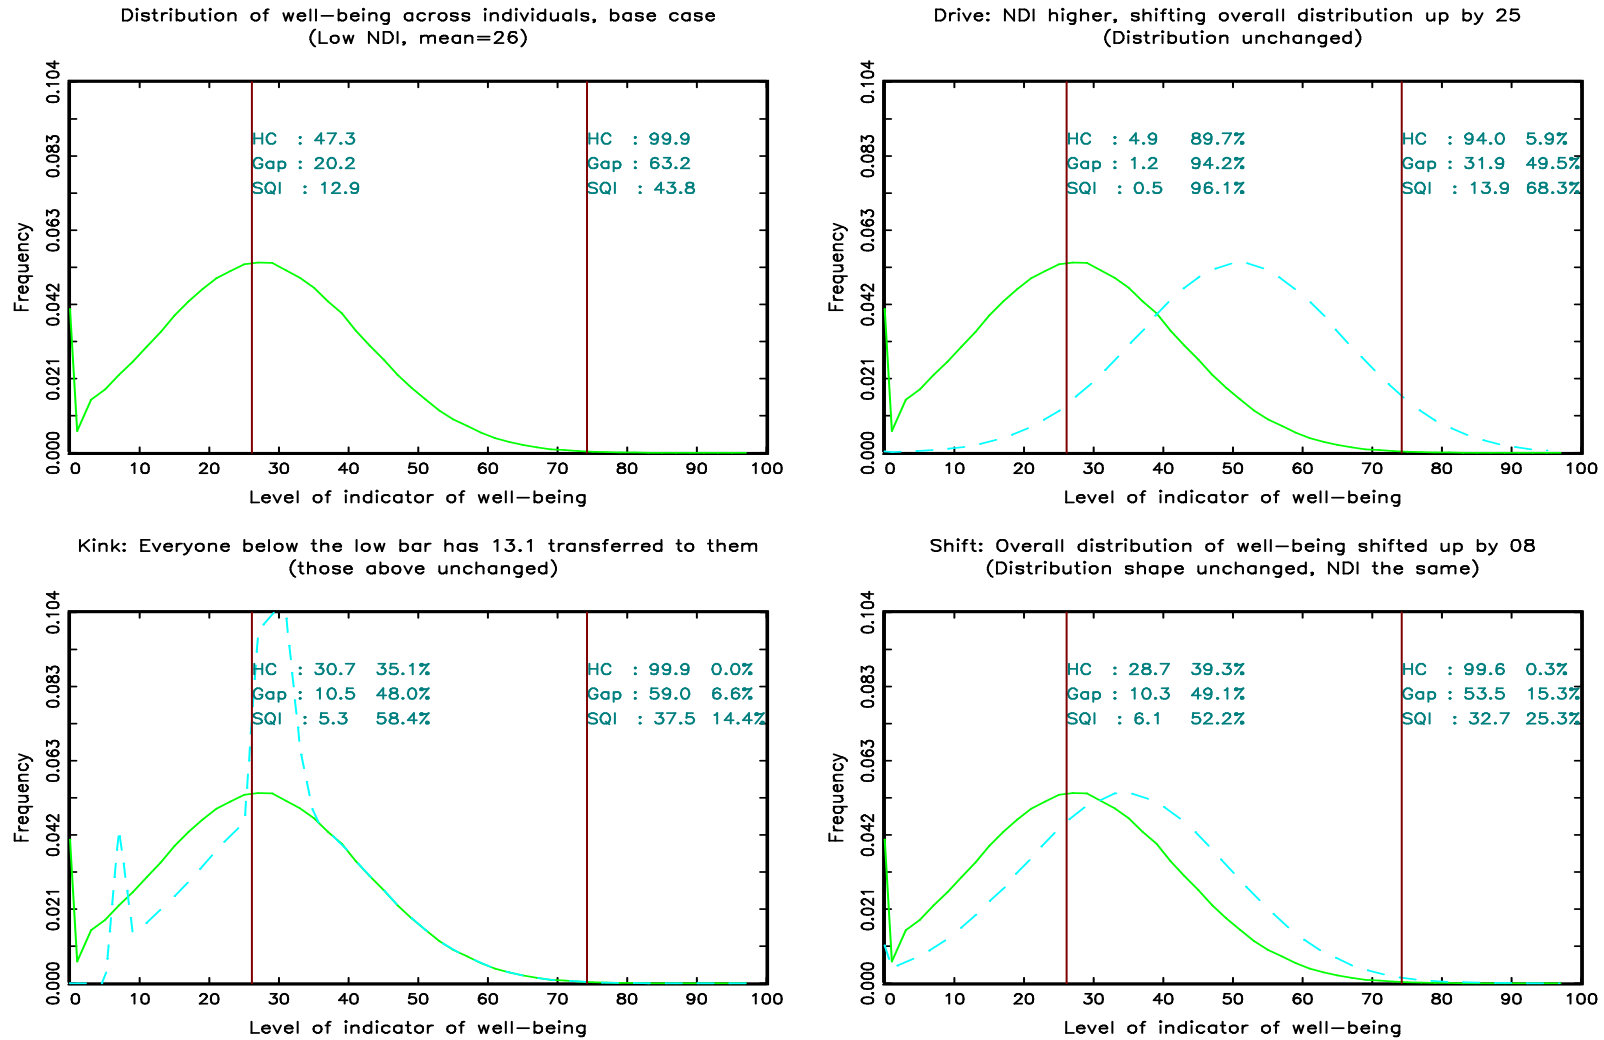 Distribution of well-being across individuals, base case
(Low NDI, mean=26)
0.104
0.083
0.063
0.042
0.021
0.000
Frequency
HC : 47.3
Gap : 20.2
SQI : 12.9
HC : 99.9
Gap : 63.2
SQI : 43.8
0 10 20 30 40 50 60 70 80 90 100
Level of indicator of well-being
Drive: NDI higher, shifting overall distribution up by 25
(Distribution unchanged)
0.104
0.083
0.063
0.042
0.021
0.000
Frequency
HC : 4.9 89.7%
Gap : 1.2 94.2%
SQI : 0.5 96.1%
HC : 94.0 5.9%
Gap : 31.9 49.5%
SQI : 13.9 68.3%
0 10 20 30 40 50 60 70 80 90 100
Level of indicator of well-being
Kink: Everyone below the low bar has 13.1 transferred to them
(those above unchanged)
0.104
0.083
0.063
0.042
0.021
0.000
Frequency
HC : 30.7 35.1%
Gap : 10.5 48.0%
SQI : 5.3 58.4%
HC : 99.9 0.0%
Gap : 59.0 6.6%
SQI : 37.5 14.4%
0 10 20 30 40 50 60 70 80 90 100
Level of indicator of well-being
Shift: Overall distribution of well-being shifted up by 08
(Distribution shape unchanged, NDI the same)
0.104
0.083
0.063
0.042
0.021
0.000
Frequency
HC : 28.7 39.3%
Gap : 10.3 49.1%
SQI : 6.1 52.2%
HC : 99.6 0.3%
Gap : 53.5 15.3%
SQI : 32.7 25.3%
0 10 20 30 40 50 60 70 80 90 100
Level of indicator of well-being